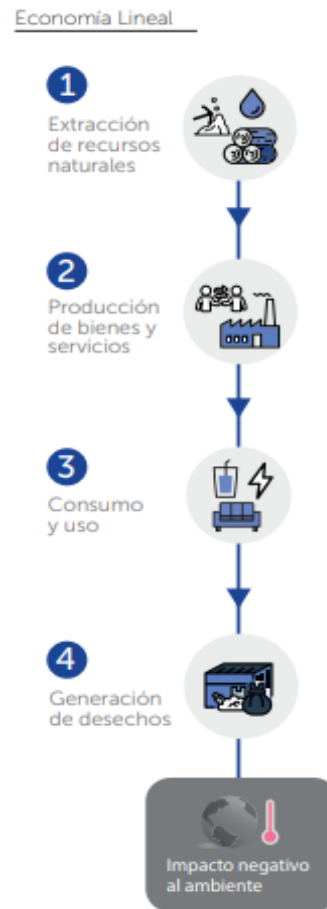 Economía Lineal
1
Extracción
de recursos
naturales
2
Producción
de bienes y
servicios
3
Consumo
y uso
4
Generación
de desechos
Impacto negativo
al ambiente